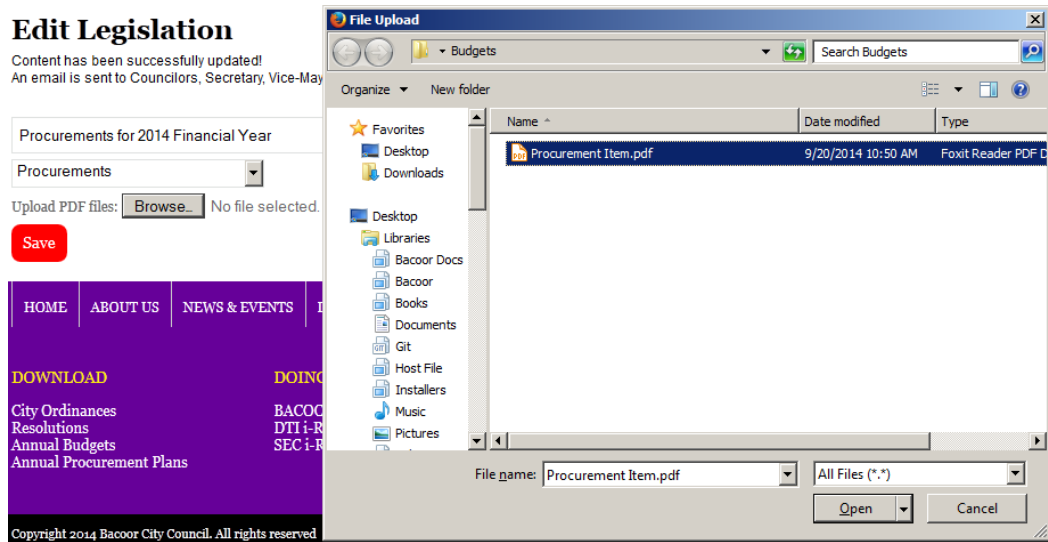 Edit Legislation
Content has been successfully updated!
An email is sent to Councilors, Secretary, Vice-May
Procurements for 2014 Financial Year
Procurements
Upload PDF files: Browse... No file selected.
Save
HOME ABOUT US NEWS & EVENTS
DOWNLOAD
City Ordinances
Resolutions
Annual Budgets
Annual Procurement Plans
DOING
BACOO
DTI i-R
SEC i-R
Copyright 2014 Bacoor City Council. All rights reserved
File Upload
Budgets
Search Budgets
Organize New folder
Favorites
Desktop
Downloads
Desktop
Libraries
Bacoor Docs
Bacoor
Books
Documents
Git
Host File
Installers
Music
Pictures
Name Date modified Type
Procurement Item.pdf 9/20/2014 10:50 AM Foxit Reader PDF D
File name: Procurement Item.pdf All Files (*.*)
Open Cancel